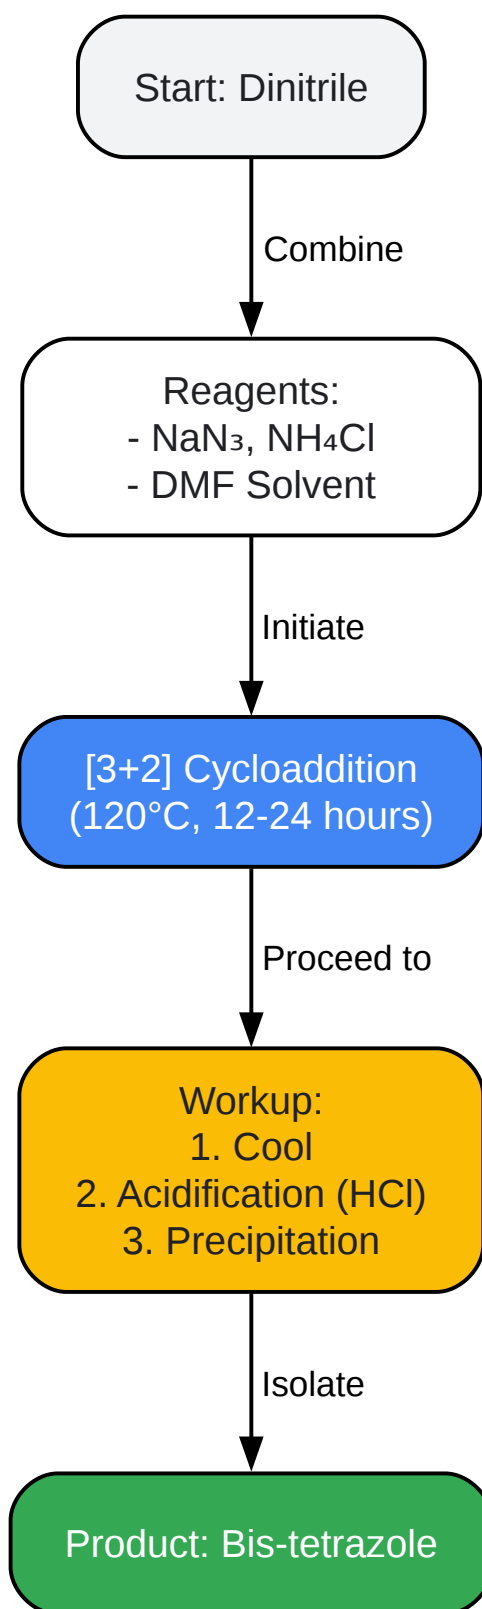 Start: Dinitrile
Combine
Reagents:
- NaN₃, NH₄Cl
- DMF Solvent
Initiate
[3+2] Cycloaddition
(120°C, 12-24 hours)
Proceed to
Workup:
1. Cool
2. Acidification (HCl)
3. Precipitation
Isolate
Product: Bis-tetrazole